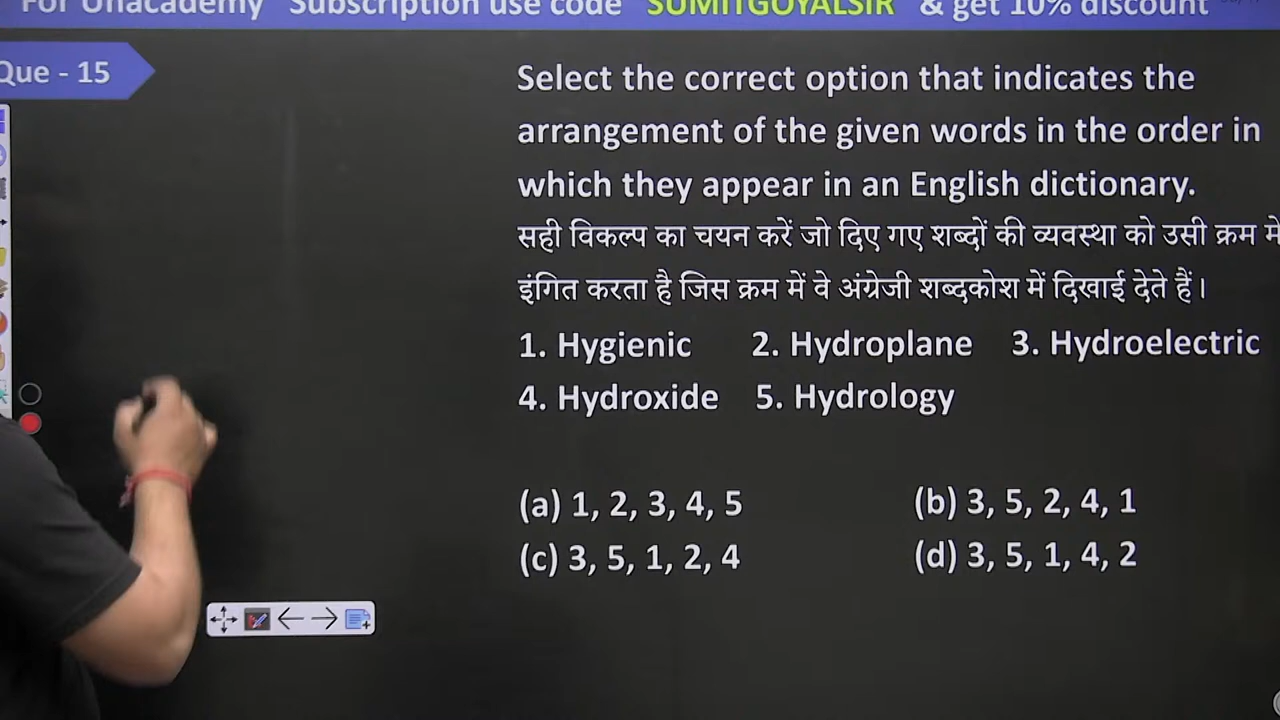 For Unacademy Subscription use code SUMITGOYALSIR & get 10% discount
Que - 15
Select the correct option that indicates the
arrangement of the given words in the order in
which they appear in an English dictionary.
सही विकल्प का चयन करें जो दिए गए शब्दों की व्यवस्था को उसी क्रम में
इंगित करता है जिस क्रम में वे अंग्रेजी शब्दकोश में दिखाई देते हैं।
1. Hygienic 2. Hydroplane 3. Hydroelectric
4. Hydroxide 5. Hydrology
(a) 1, 2, 3, 4, 5 (b) 3, 5, 2, 4, 1
(c) 3, 5, 1, 2, 4 (d) 3, 5, 1, 4, 2